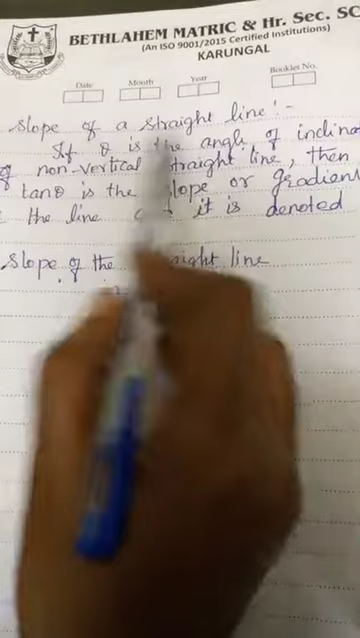 BETHLAHEM MATRIC & Hr. Sec. SC
(An ISO 9001/2015 Certified Institutions)
KARUNGAL
Date Month Year Booklet No.
Slope of a straight line :-
If θ is the angle of inclina
of non-vertical straight line, then
tanθ is the slope or gradient
the line it is denoted
Slope of the straight line